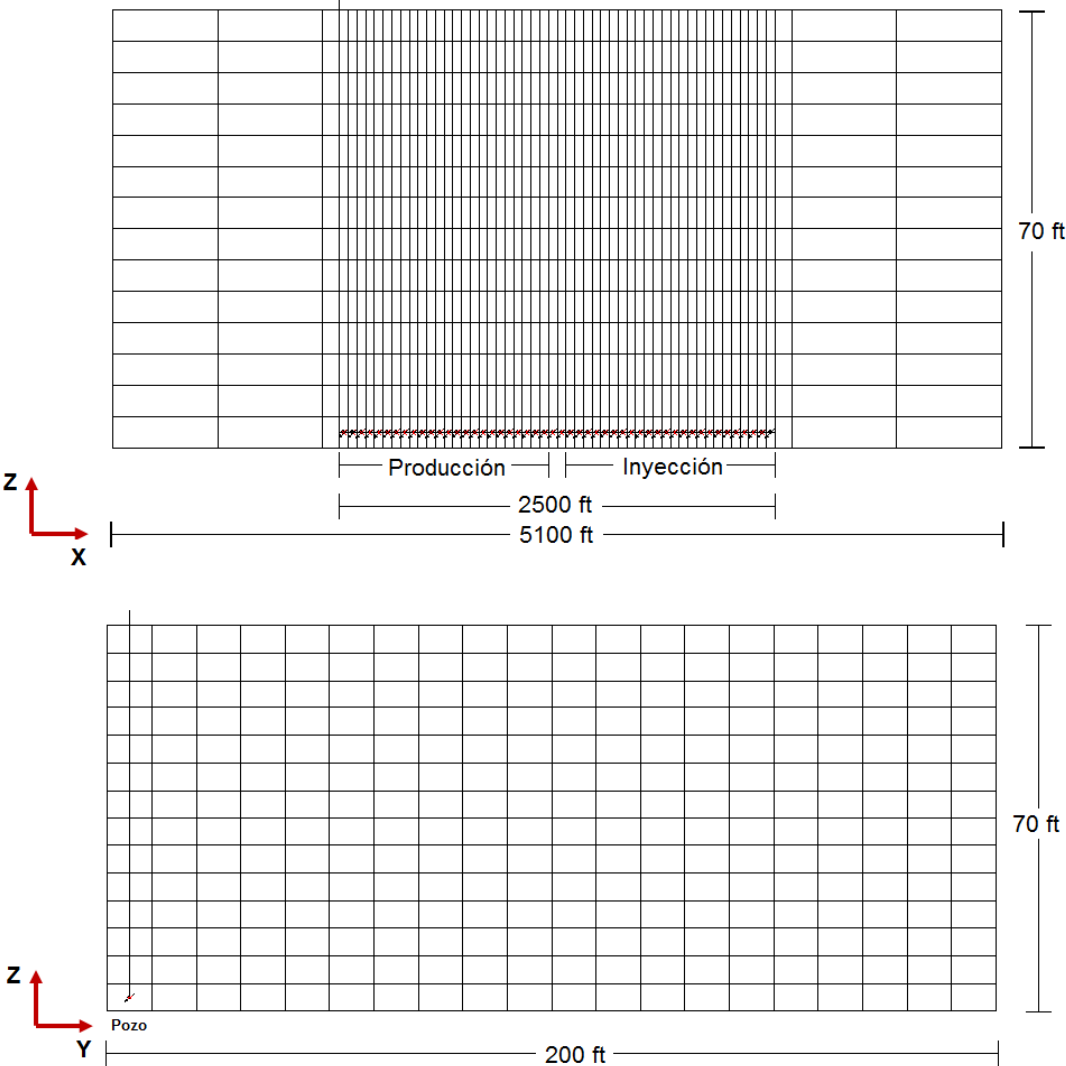 70 ft
Producción
Inyección
Z
2500 ft
5100 ft
X
70 ft
Z
Pozo
Y
200 ft